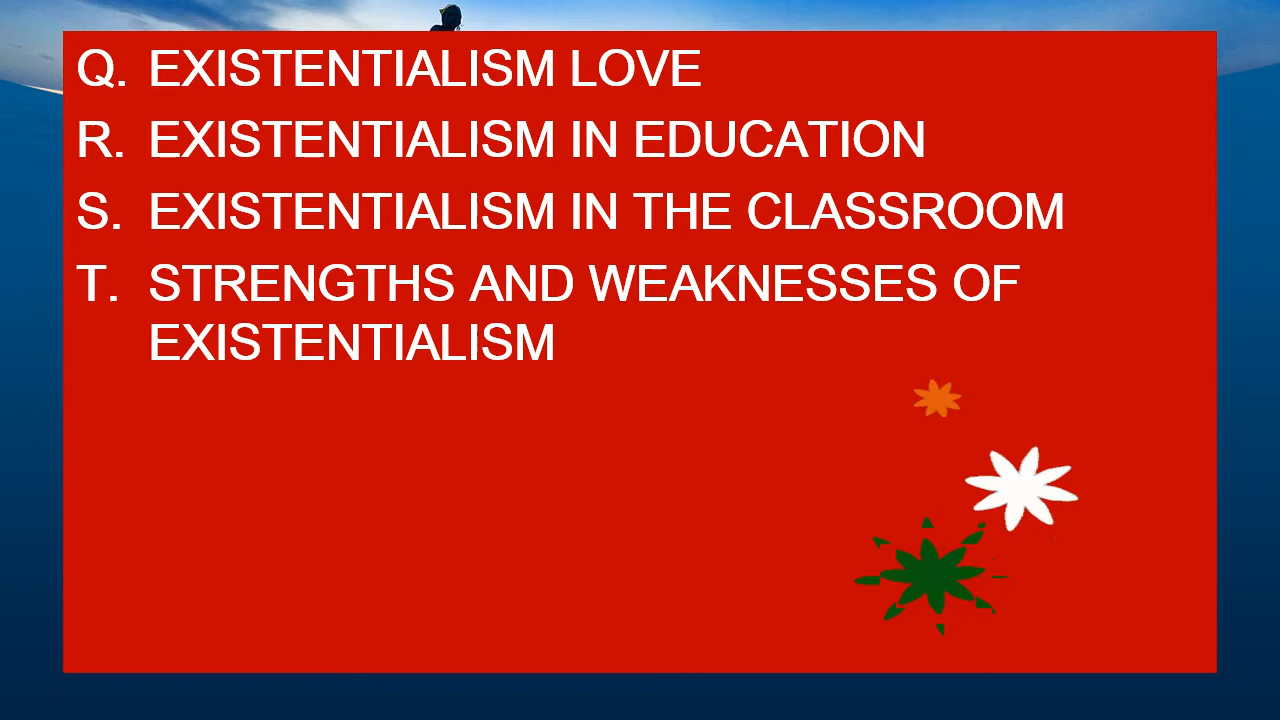 Q. EXISTENTIALISM LOVE
R. EXISTENTIALISM IN EDUCATION
S. EXISTENTIALISM IN THE CLASSROOM
T. STRENGTHS AND WEAKNESSES OF
EXISTENTIALISM